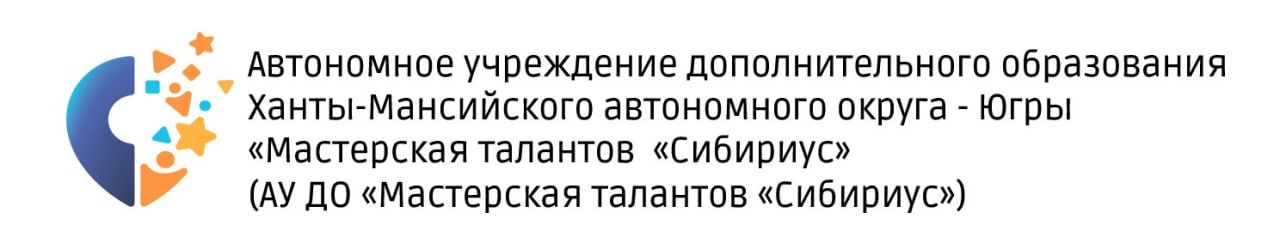 Автономное учреждение дополнительного образования
Ханты-Мансийского автономного округа - Югры
«Мастерская талантов «Сибириус»
(АУ ДО «Мастерская талантов «Сибириус»)